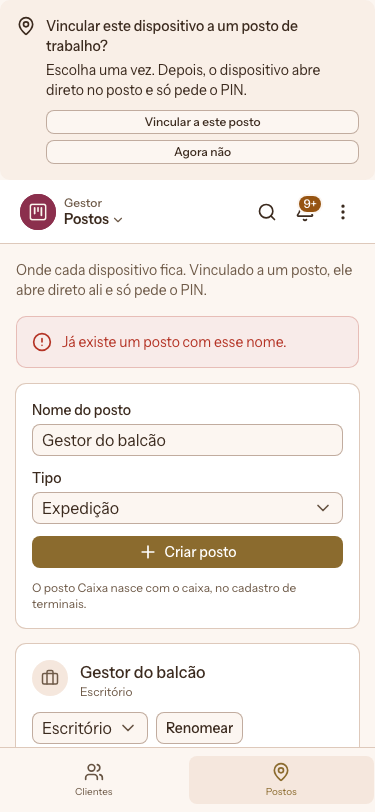 Vincular este dispositivo a um posto de
trabalho?
Escolha uma vez. Depois, o dispositivo abre
direto no posto e só pede o PIN.
Vincular a este posto
Agora não
Gestor
Postos
9+
Onde cada dispositivo fica. Vinculado a um posto, ele
abre direto ali e só pede o PIN.
Já existe um posto com esse nome.
Nome do posto
Gestor do balcão
Tipo
Expedição
Criar posto
O posto Caixa nasce com o caixa, no cadastro de
terminais.
Gestor do balcão
Escritório
Escritório
Renomear
Clientes
Postos